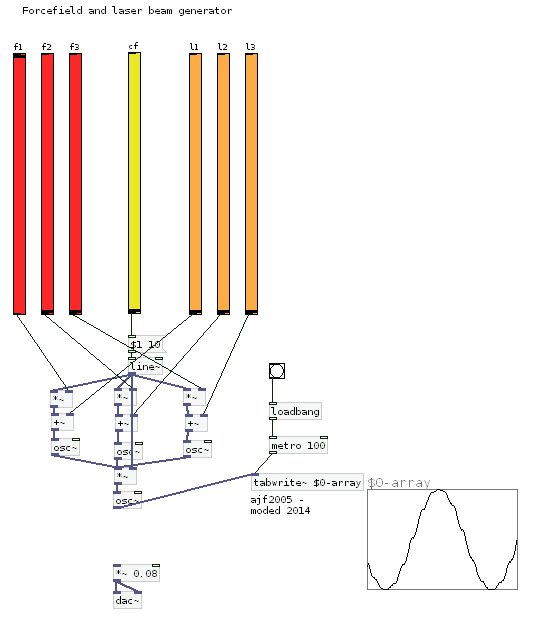 Forcefield and laser beam generator
f1 f2 f3 cf l1 l2 l3
$1 10
line~
*~ *~ *~
+~ +~ +~
osc~ osc~ osc~
*~
osc~
loadbang
metro 100
tabwrite~ $0-array
$0-array
ajf2005 -
moded 2014
*~ 0.08
dac~